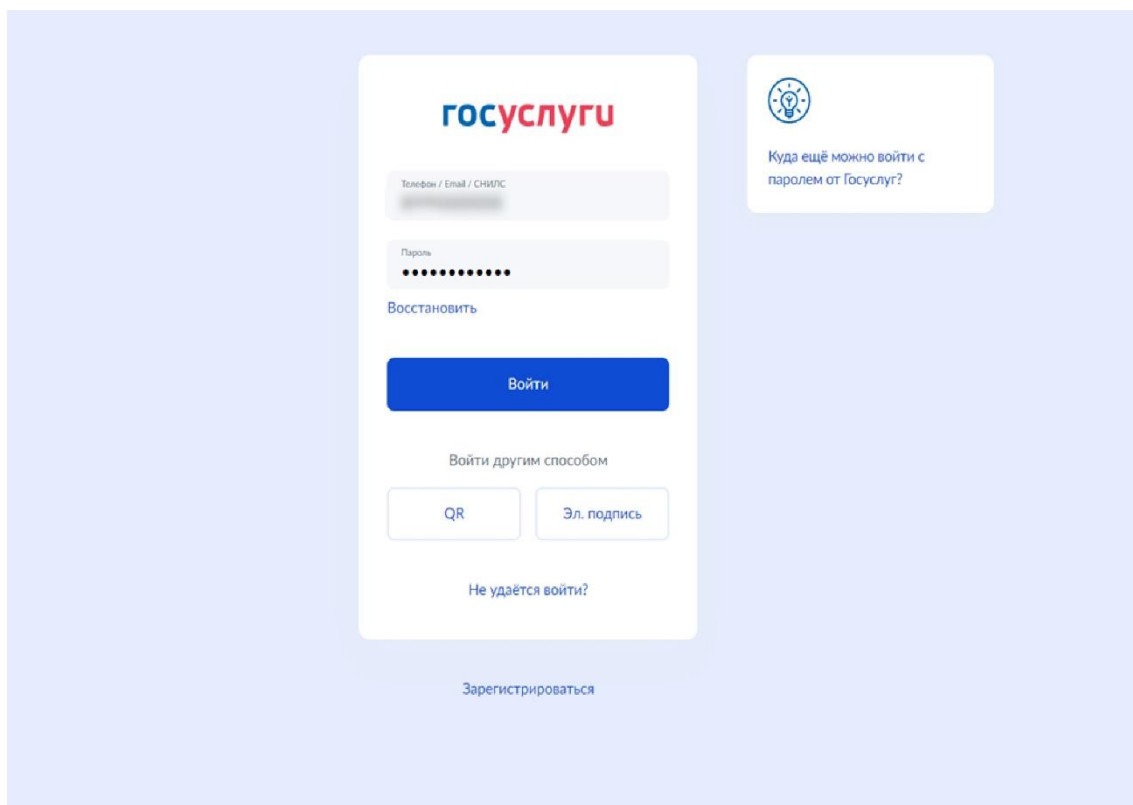 госуслуги
Телефон / Email / СНИЛС
Пароль
••••••••••••
Восстановить
Войти
Войти другим способом
QR
Эл. подпись
Не удаётся войти?
Зарегистрироваться
Куда ещё можно войти с
паролем от Госуслуг?